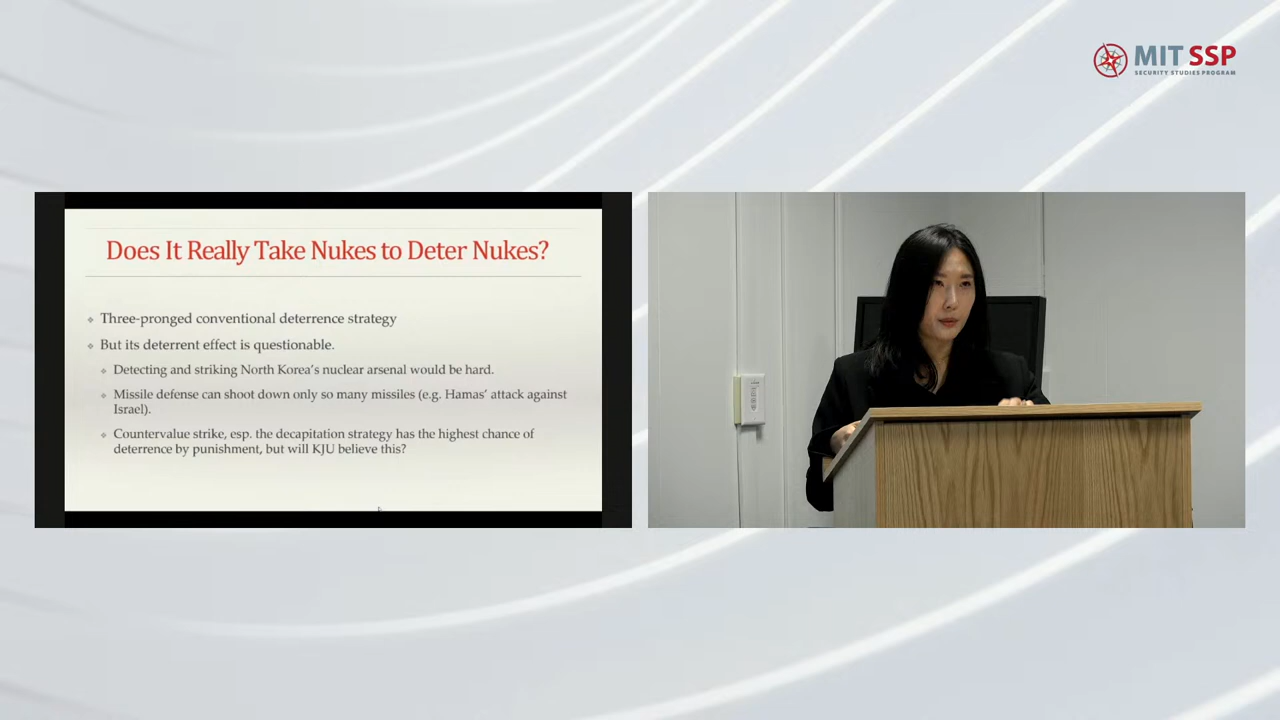 MIT SSP
SECURITY STUDIES PROGRAM
Does It Really Take Nukes to Deter Nukes?
Three-pronged conventional deterrence strategy
But its deterrent effect is questionable.
Detecting and striking North Korea's nuclear arsenal would be hard.
Missile defense can shoot down only so many missiles (e.g. Hamas' attack against
Israel).
Countervalue strike, esp. the decapitation strategy has the highest chance of
deterrence by punishment, but will KJU believe this?